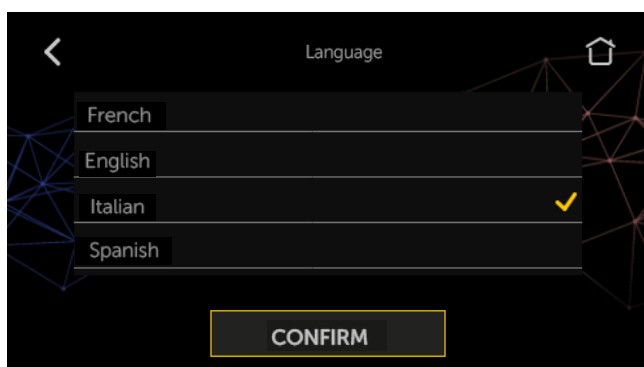 Language
French
English
Italian
Spanish
CONFIRM